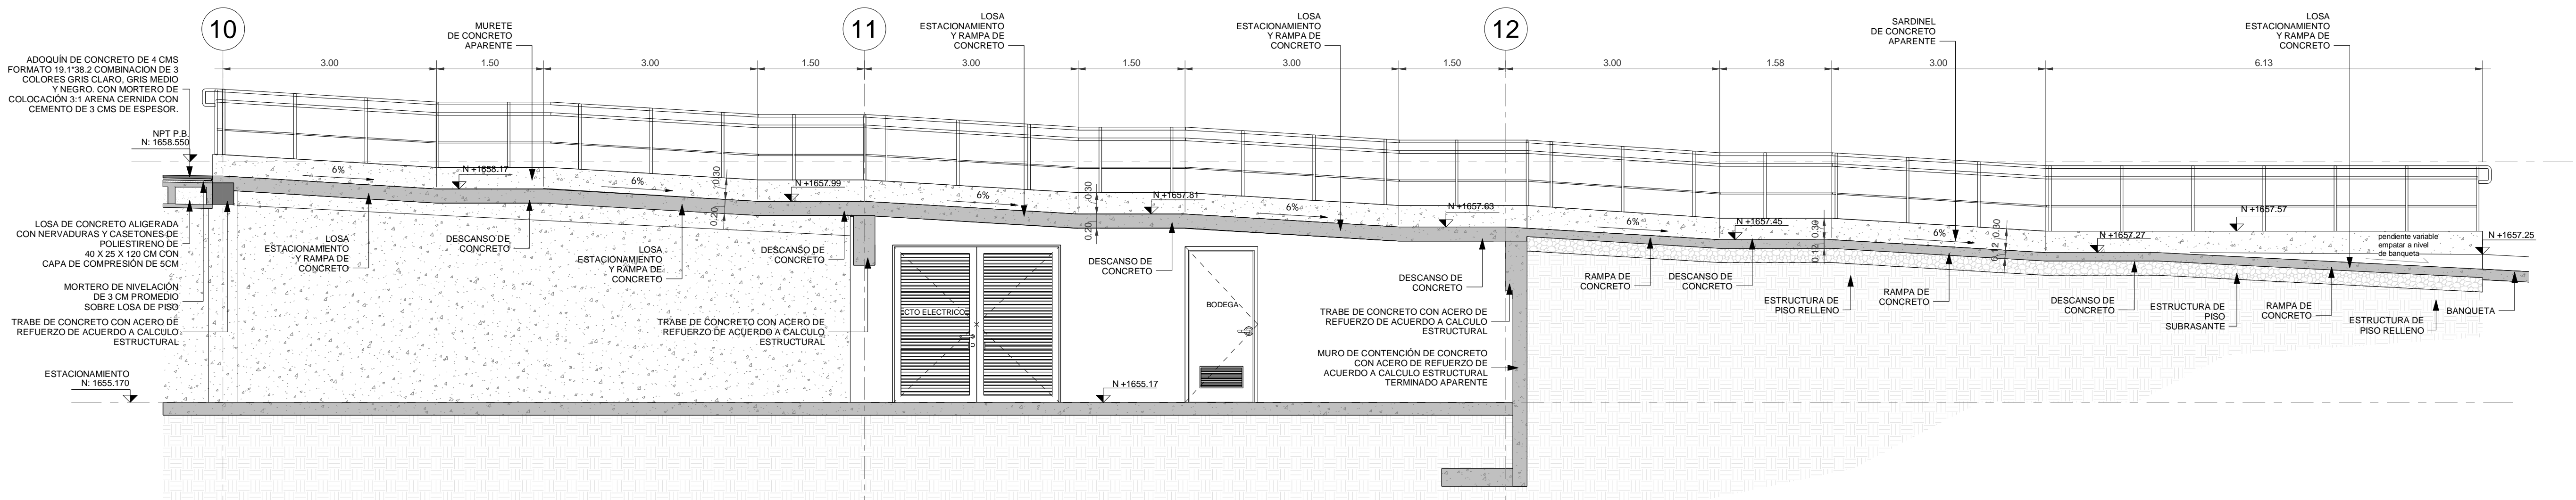 10
11
12
MURETE
DE CONCRETO
APARENTE
LOSA
ESTACIONAMIENTO
Y RAMPA DE
CONCRETO
LOSA
ESTACIONAMIENTO
Y RAMPA DE
CONCRETO
SARDINEL
DE CONCRETO
APARENTE
LOSA
ESTACIONAMIENTO
Y RAMPA DE
CONCRETO
3.00
1.50
3.00
1.50
3.00
1.50
3.00
1.50
3.00
1.58
3.00
6.13
ADOQUÍN DE CONCRETO DE 4 CMS
FORMATO 19.1*38.2 COMBINACION DE 3
COLORES GRIS CLARO, GRIS MEDIO
Y NEGRO. CON MORTERO DE
COLOCACIÓN 3:1 ARENA CERNIDA CON
CEMENTO DE 3 CMS DE ESPESOR.
NPT P.B.
N: 1658.550
6%
N +1658.17
6%
0.30
0.20
N +1657.99
6%
0.30
0.20
N +1657.81
6%
N +1657.63
6%
N +1657.45
0.30
0.12
6%
0.30
0.12
N +1657.27
N +1657.57
pendiente variable
empatar a nivel
de banqueta
N +1657.25
LOSA DE CONCRETO ALIGERADA
CON NERVADURAS Y CASETONES DE
POLIESTIRENO DE
40 X 25 X 120 CM CON
CAPA DE COMPRESIÓN DE 5CM
MORTERO DE NIVELACIÓN
DE 3 CM PROMEDIO
SOBRE LOSA DE PISO
TRABE DE CONCRETO CON ACERO DE
REFUERZO DE ACUERDO A CALCULO
ESTRUCTURAL
ESTACIONAMIENTO
N: 1655.170
LOSA
ESTACIONAMIENTO
Y RAMPA DE
CONCRETO
DESCANSO DE
CONCRETO
LOSA
ESTACIONAMIENTO
Y RAMPA DE
CONCRETO
DESCANSO DE
CONCRETO
TRABE DE CONCRETO CON ACERO DE
REFUERZO DE ACUERDO A CALCULO
ESTRUCTURAL
CTO ELECTRICO
DESCANSO DE
CONCRETO
N +1655.17
BODEGA
DESCANSO DE
CONCRETO
TRABE DE CONCRETO CON ACERO DE
REFUERZO DE ACUERDO A CALCULO
ESTRUCTURAL
MURO DE CONTENCIÓN DE CONCRETO
CON ACERO DE REFUERZO DE
ACUERDO A CALCULO ESTRUCTURAL
TERMINADO APARENTE
RAMPA DE
CONCRETO
DESCANSO DE
CONCRETO
ESTRUCTURA DE
PISO RELLENO
RAMPA DE
CONCRETO
DESCANSO DE
CONCRETO
ESTRUCTURA DE
PISO
SUBRASANTE
RAMPA DE
CONCRETO
ESTRUCTURA DE
PISO RELLENO
BANQUETA